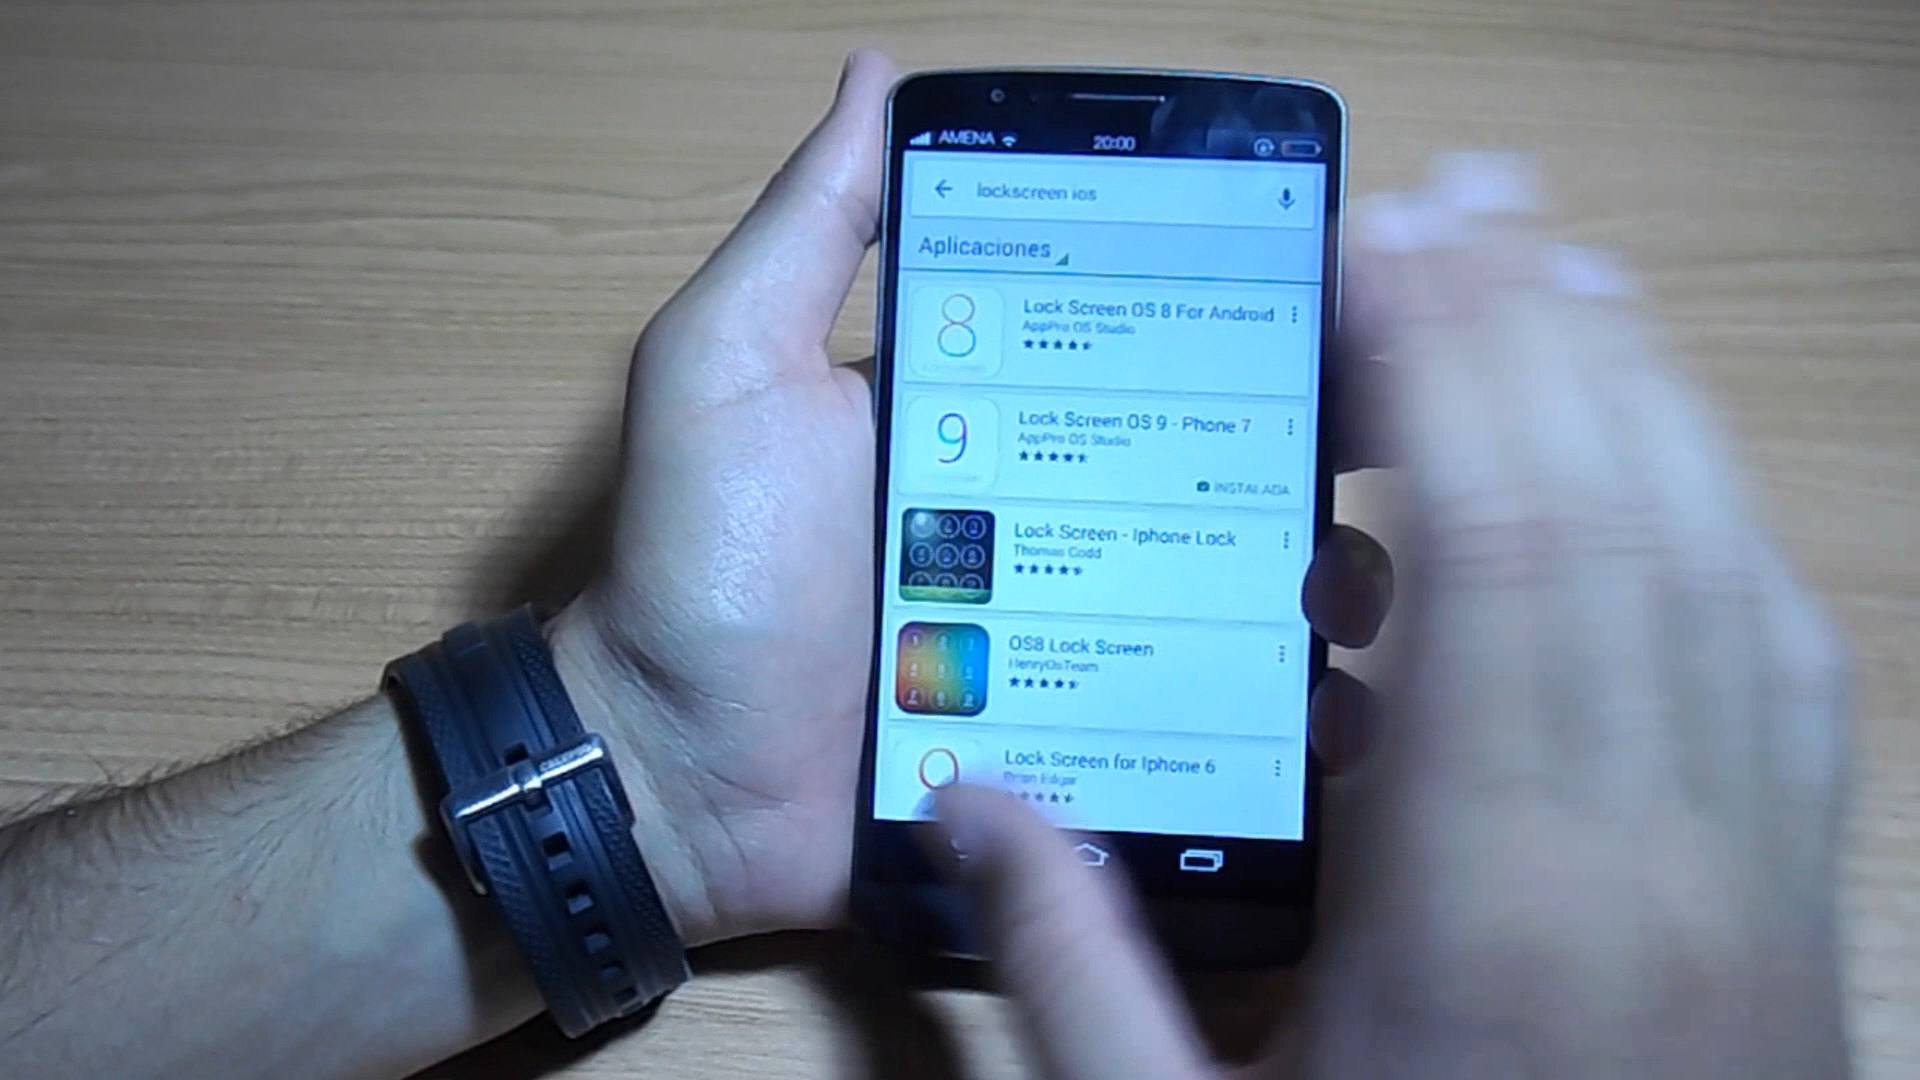 AMENA 20:00
lockscreen ios
Aplicaciones
8
Lock Screen OS 8 For Android
AppPro OS Studio
9
Lock Screen OS 9 - Phone 7
AppPro OS Studio
INSTALADA
Lock Screen - Iphone Lock
Thomas Codd
OS8 Lock Screen
HenryOsTeam
Lock Screen for Iphone 6
Brian Edgar